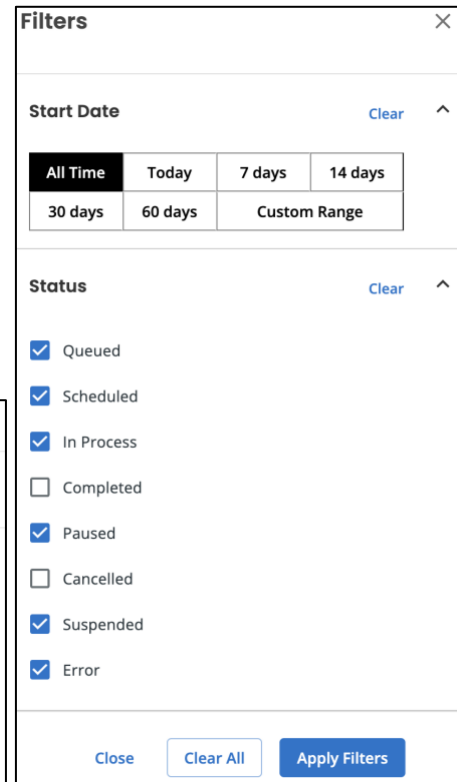 Filters
Start Date Clear
All Time Today 7 days 14 days
30 days 60 days Custom Range
Status Clear
Queued
Scheduled
In Process
Completed
Paused
Cancelled
Suspended
Error
Close Clear All Apply Filters